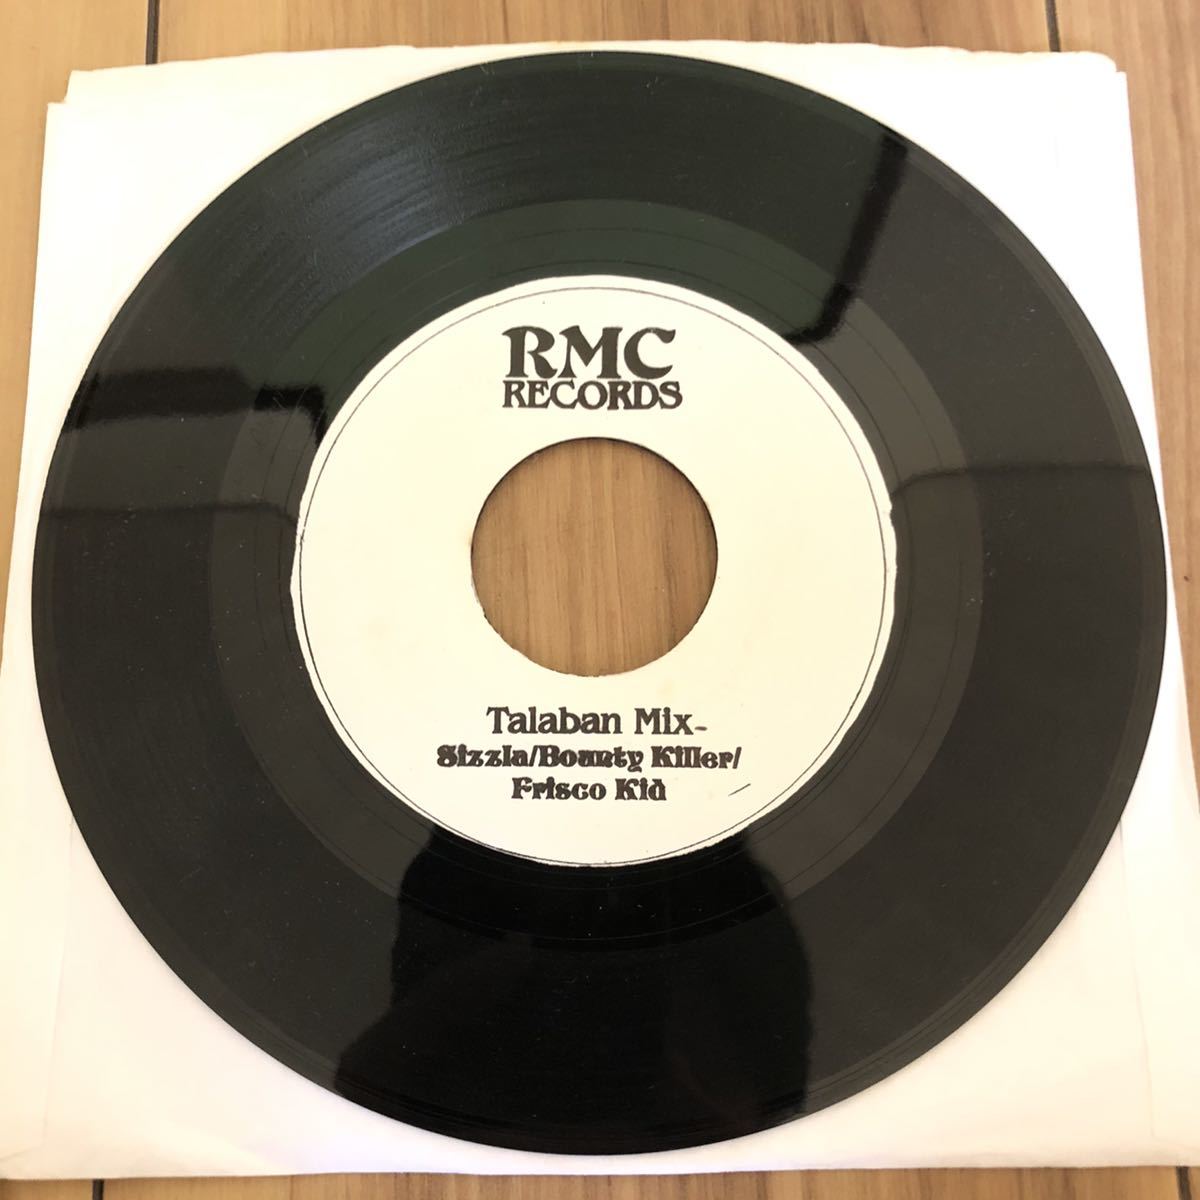 RMC
RECORDS
Talaban Mix-
Sizzla/Bounty Killer/
Frisco Kid